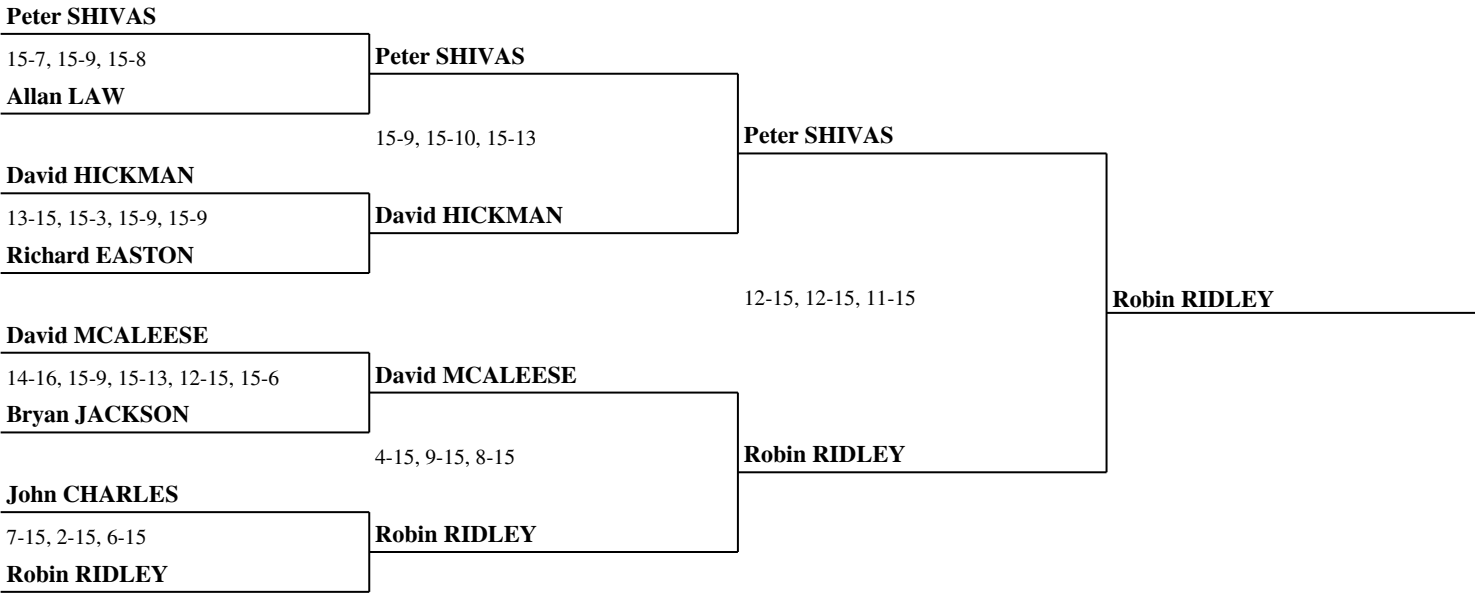 Peter SHIVAS
15-7, 15-9, 15-8
Peter SHIVAS
Allan LAW
15-9, 15-10, 15-13
Peter SHIVAS
David HICKMAN
13-15, 15-3, 15-9, 15-9
David HICKMAN
Richard EASTON
12-15, 12-15, 11-15
Robin RIDLEY
David MCALEESE
14-16, 15-9, 15-13, 12-15, 15-6
David MCALEESE
Bryan JACKSON
4-15, 9-15, 8-15
Robin RIDLEY
John CHARLES
7-15, 2-15, 6-15
Robin RIDLEY
Robin RIDLEY